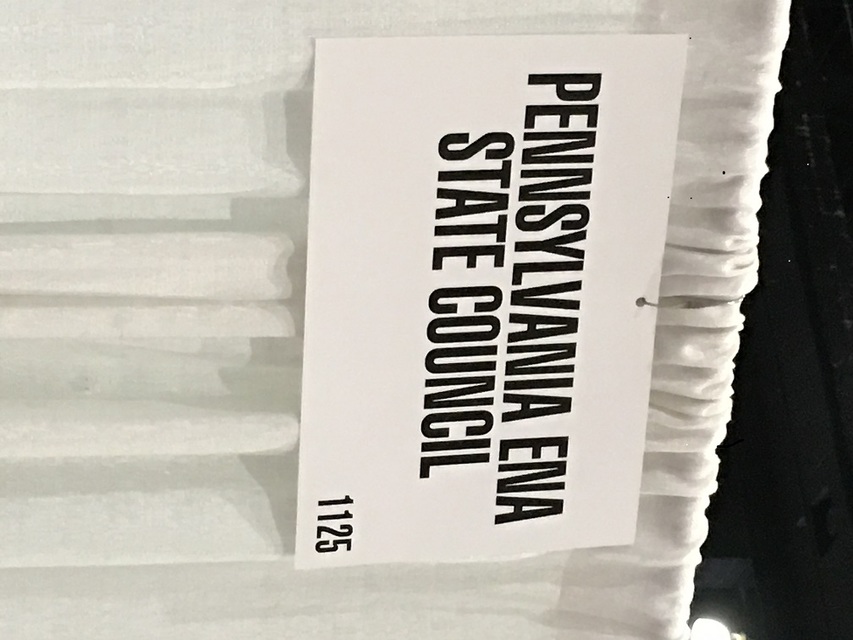 PENNSYLVANIA ENA
STATE COUNCIL
1125